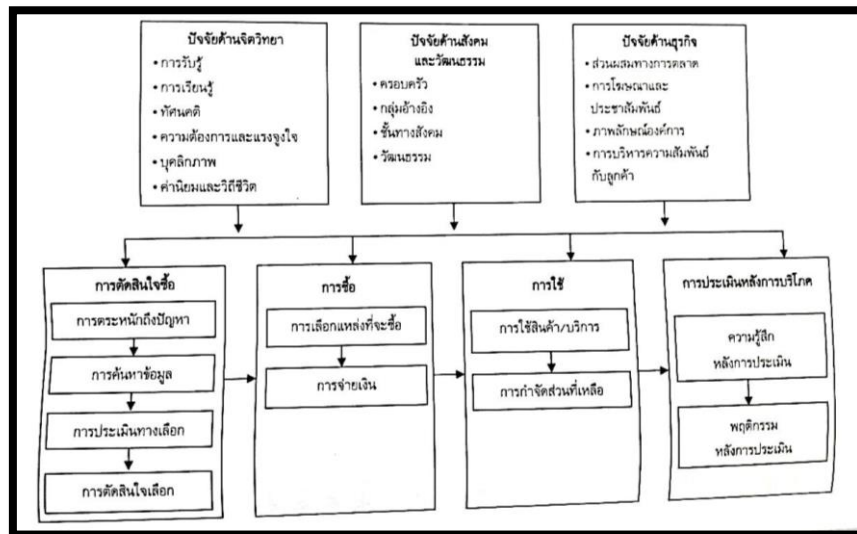 ปัจจัยด้านจิตวิทยา
• การรับรู้
• การเรียนรู้
• ทัศนคติ
• ความต้องการและแรงจูงใจ
• บุคลิกภาพ
• ค่านิยมและวิถีชีวิต
ปัจจัยด้านสังคม
และวัฒนธรรม
• ครอบครัว
• กลุ่มอ้างอิง
• ชั้นทางสังคม
• วัฒนธรรม
ปัจจัยด้านธุรกิจ
• ส่วนผสมทางการตลาด
• การโฆษณาและ
ประชาสัมพันธ์
• ภาพลักษณ์องค์การ
• การบริหารความสัมพันธ์
กับลูกค้า
การตัดสินใจซื้อ
การตระหนักถึงปัญหา
การค้นหาข้อมูล
การประเมินทางเลือก
การตัดสินใจเลือก
การซื้อ
การเลือกแหล่งที่จะซื้อ
การจ่ายเงิน
การใช้
การใช้สินค้า/บริการ
การกำจัดส่วนที่เหลือ
การประเมินหลังการบริโภค
ความรู้สึก
หลังการประเมิน
พฤติกรรม
หลังการประเมิน